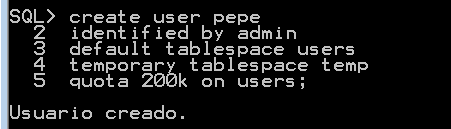 SQL> create user pepe
  2  identified by admin
  3  default tablespace users
  4  temporary tablespace temp
  5  quota 200k on users;
Usuario creado.